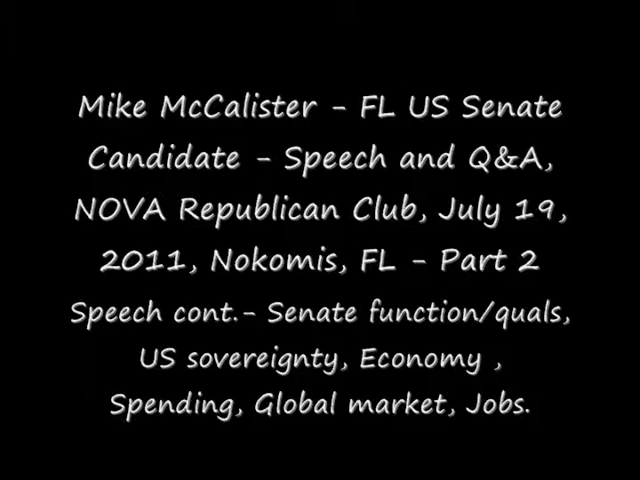 Mike McCalister - FL US Senate
Candidate - Speech and Q&A,
NOVA Republican Club, July 19,
2011, Nokomis, FL - Part 2
Speech cont.- Senate function/quals,
US sovereignty, Economy ,
Spending, Global market, Jobs.